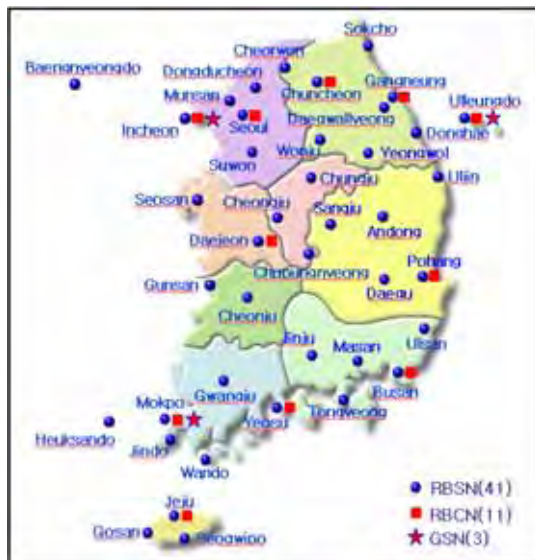 Sokcho
Cheorwon
Baengnyeongdo
Dongducheon
Chuncheon
Gangneung
Munsan
Ulleungdo
Incheon
Seoul
Daegwallyeong
Donghae
Wonju
Suwon
Yeongwol
Chungju
Uljin
Seosan
Cheongju
Sangju
Andong
Daejeon
Pohang
Chupungnyeong
Gunsan
Daegu
Cheonju
Ulsan
Jinju
Masan
Gwangju
Busan
Mokpo
Yeosu
Tongyeong
Heuksando
Jindo
Wando
RBSN(41)
Jeju
RBCN(11)
Gosan
Seogwipo
GSN(3)